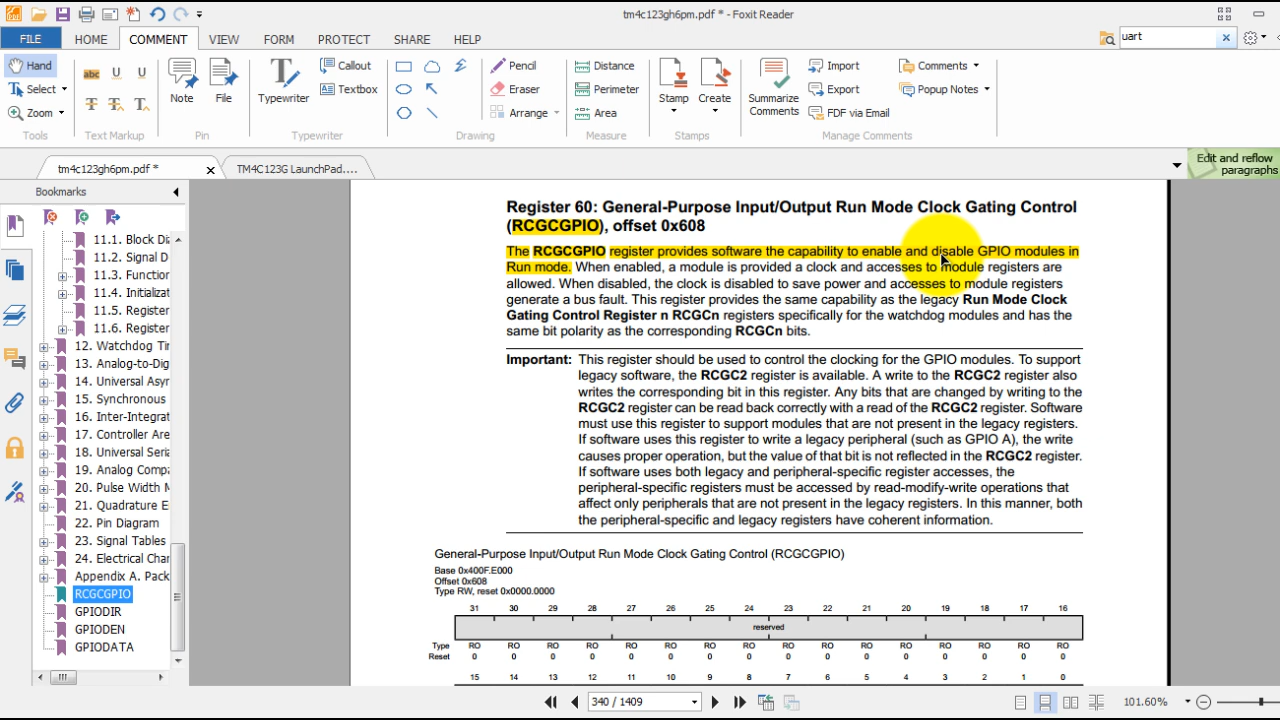 tm4c123gh6pm.pdf * - Foxit Reader
FILE HOME COMMENT VIEW FORM PROTECT SHARE HELP
uart
Hand
Select
Zoom
Tools
abc U U
T T T
Text Markup
Note
File
Pin
Typewriter
Callout
Textbox
Typewriter
Pencil
Eraser
Arrange
Drawing
Distance
Perimeter
Area
Measure
Stamp
Create
Stamps
Summarize
Comments
Import
Export
FDF via Email
Comments
Popup Notes
Manage Comments
tm4c123gh6pm.pdf *
TM4C123G LaunchPad....
Edit and reflow
paragraphs
Bookmarks
11.1. Block Di
11.2. Signal D
11.3. Function
11.4. Initializat
11.5. Register
11.6. Register
12. Watchdog Ti
13. Analog-to-Dig
14. Universal Asyr
15. Synchronous
16. Inter-Integrat
17. Controller Are
18. Universal Seria
19. Analog Compa
20. Pulse Width M
21. Quadrature E
22. Pin Diagram
23. Signal Tables
24. Electrical Char
Appendix A. Pack
RCGCGPIO
GPIODIR
GPIODEN
GPIODATA
Register 60: General-Purpose Input/Output Run Mode Clock Gating Control
(RCGCGPIO), offset 0x608
The RCGCGPIO register provides software the capability to enable and disable GPIO modules in
Run mode. When enabled, a module is provided a clock and accesses to module registers are
allowed. When disabled, the clock is disabled to save power and accesses to module registers
generate a bus fault. This register provides the same capability as the legacy Run Mode Clock
Gating Control Register n RCGCn registers specifically for the watchdog modules and has the
same bit polarity as the corresponding RCGCn bits.
Important: This register should be used to control the clocking for the GPIO modules. To support
legacy software, the RCGC2 register is available. A write to the RCGC2 register also
writes the corresponding bit in this register. Any bits that are changed by writing to the
RCGC2 register can be read back correctly with a read of the RCGC2 register. Software
must use this register to support modules that are not present in the legacy registers.
If software uses this register to write a legacy peripheral (such as GPIO A), the write
causes proper operation, but the value of that bit is not reflected in the RCGC2 register.
If software uses both legacy and peripheral-specific register accesses, the
peripheral-specific registers must be accessed by read-modify-write operations that
affect only peripherals that are not present in the legacy registers. In this manner, both
the peripheral-specific and legacy registers have coherent information.
General-Purpose Input/Output Run Mode Clock Gating Control (RCGCGPIO)
Base 0x400F.E000
Offset 0x608
Type RW, reset 0x0000.0000
31 30 29 28 27 26 25 24 23 22 21 20 19 18 17 16
reserved
Type RO RO RO RO RO RO RO RO RO RO RO RO RO RO RO RO
Reset 0 0 0 0 0 0 0 0 0 0 0 0 0 0 0 0
15 14 13 12 11 10 9 8 7 6 5 4 3 2 1 0
340 / 1409
101.60%